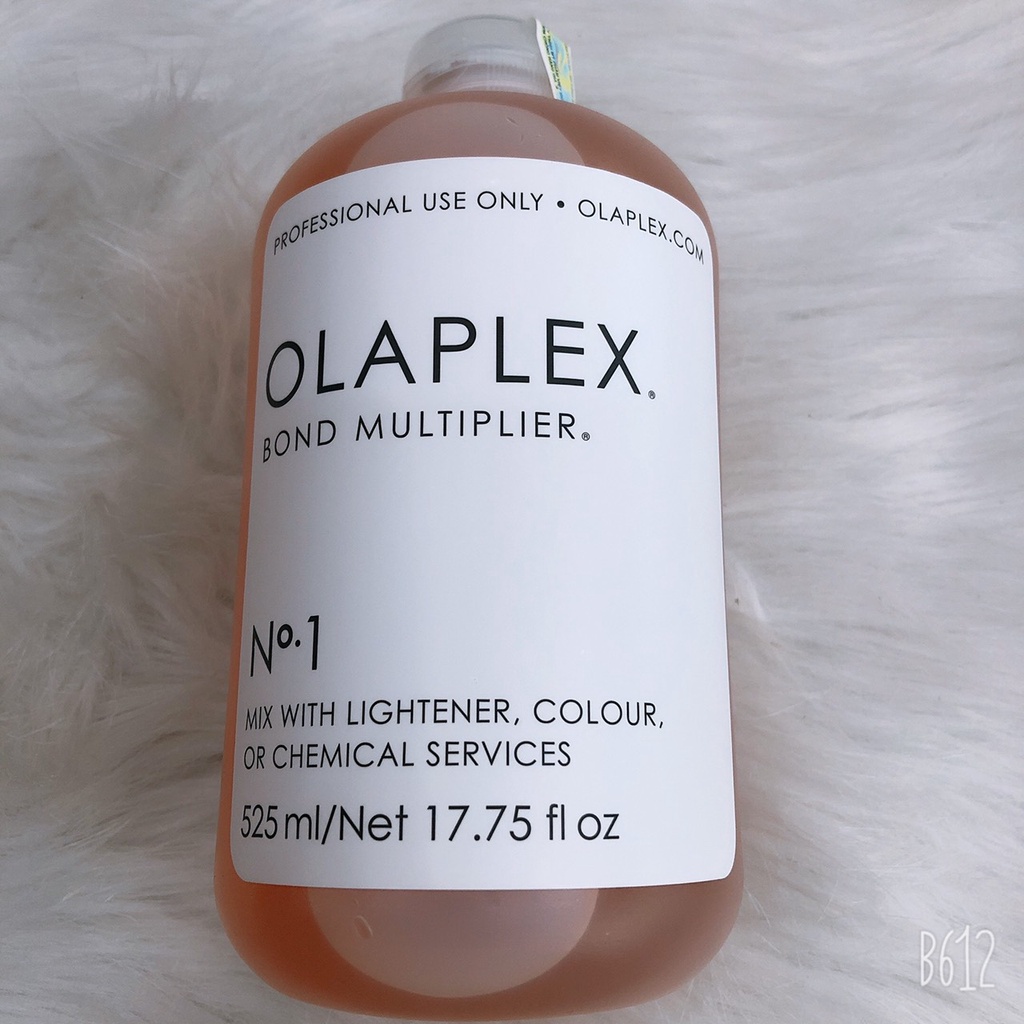 PROFESSIONAL USE ONLY • OLAPLEX.COM
OLAPLEX®
BOND MULTIPLIER®
Nº.1
MIX WITH LIGHTENER, COLOUR,
OR CHEMICAL SERVICES
525 ml/Net 17.75 fl oz
B612